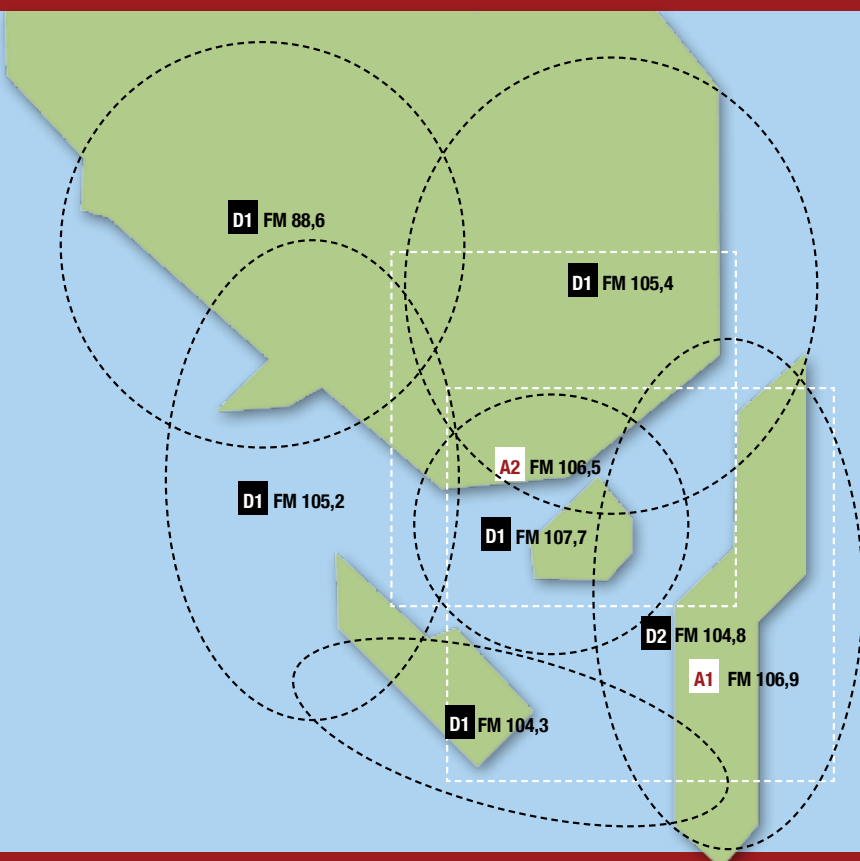 D1 FM 88,6
D1 FM 105,4
A2 FM 106,5
D1 FM 105,2
D1 FM 107,7
D2 FM 104,8
A1 FM 106,9
D1 FM 104,3